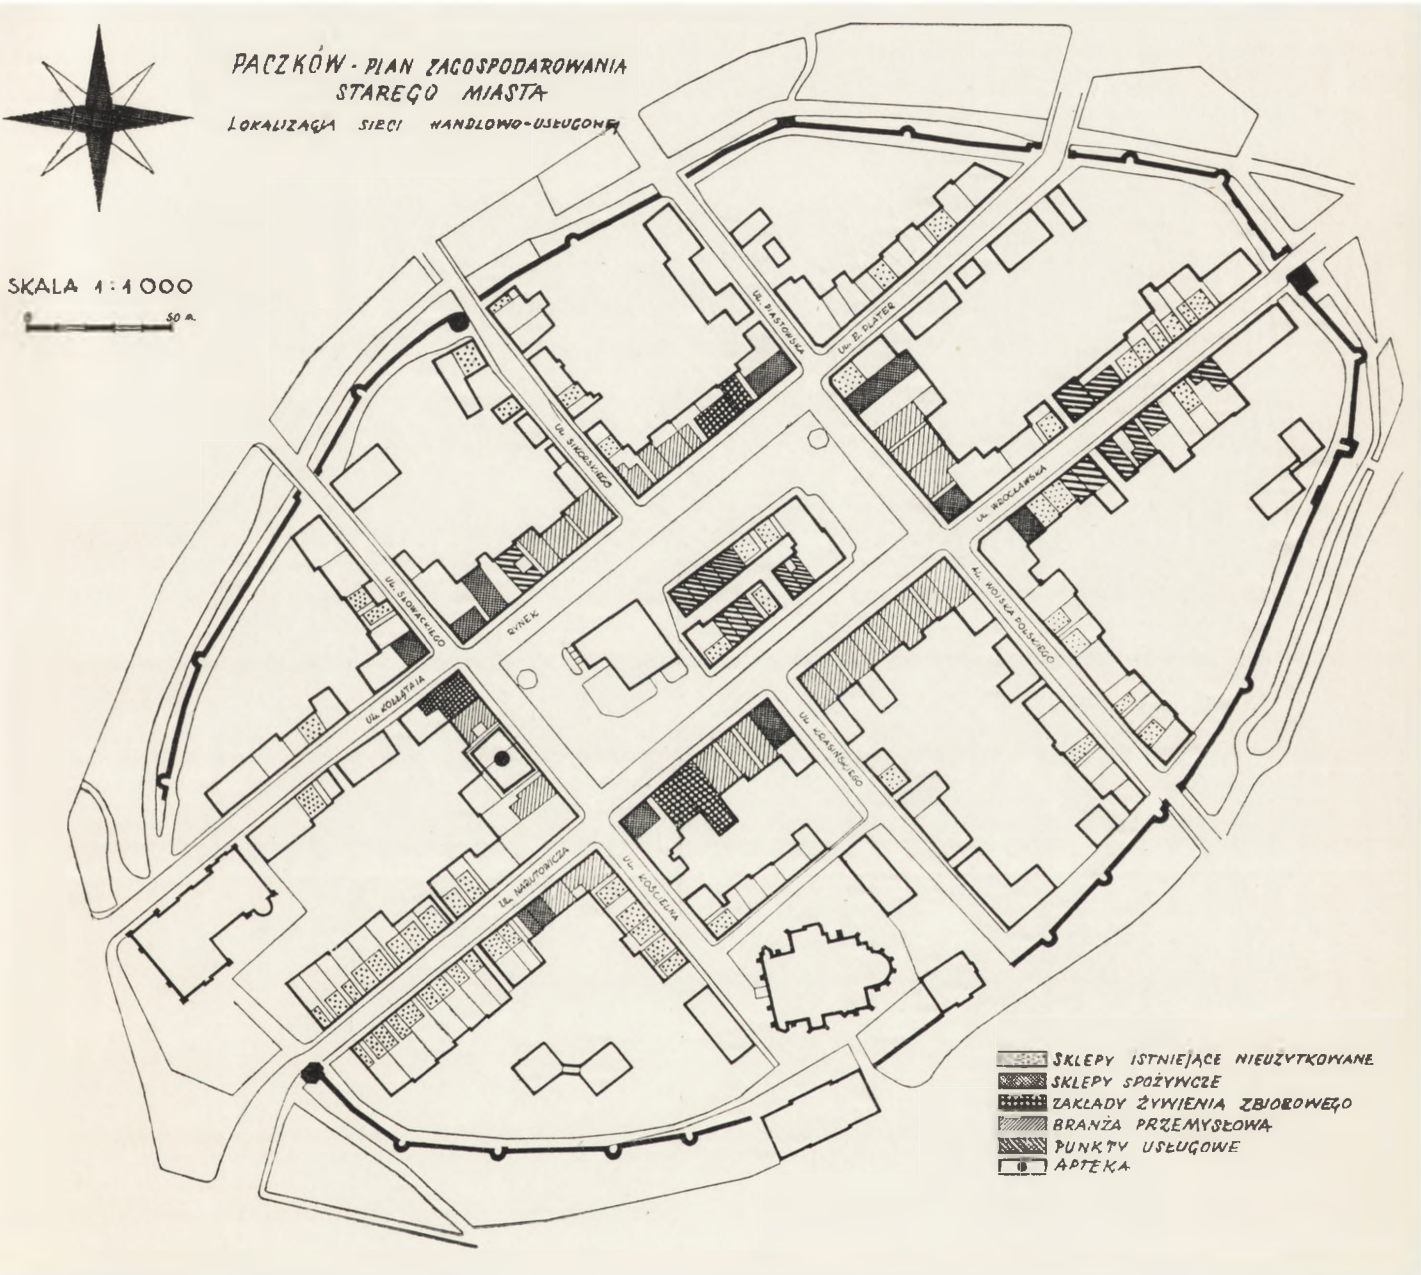 PACZKÓW - PLAN ZAGOSPODAROWANIA
STAREGO MIASTA
LOKALIZACJA SIECI HANDLOWO-USŁUGOWEJ
SKALA 1:1000
0 50 m
UL. PIASTOWSKA
UL. E. PLATER
UL. SIKORSKIEGO
UL. WROCŁAWSKA
UL. SŁOWACKIEGO
RYNEK
UL. WOJSKA POLSKIEGO
UL. KOŁŁĄTAJA
UL. KRASIŃSKIEGO
UL. NARUTOWICZA
UL. KOŚCIELNA
SKLEPY ISTNIEJĄCE NIEUŻYTKOWANE
SKLEPY SPOŻYWCZE
ZAKŁADY ŻYWIENIA ZBIOROWEGO
BRANŻA PRZEMYSŁOWA
PUNKTY USŁUGOWE
APTEKA